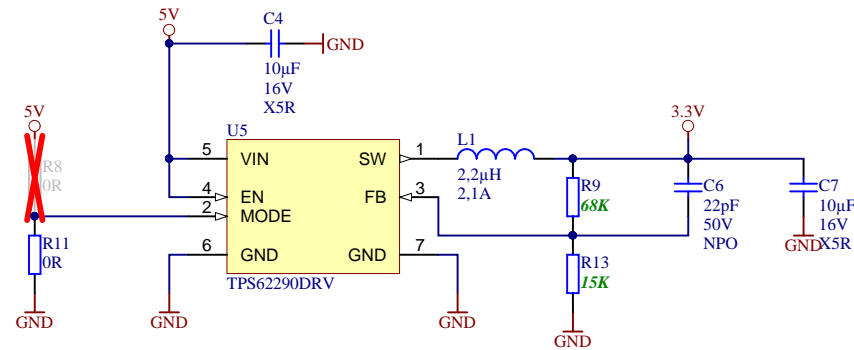 5V
C4
GND
10µF
16V
X5R
5V
R8
0R
U5
5
VIN
SW
1
4
EN
FB
3
2
MODE
6
GND
GND
7
TPS62290DRV
L1
2,2µH
2,1A
3.3V
R9
68K
C6
22pF
50V
NPO
C7
10µF
16V
X5R
GND
R11
0R
R13
15K
GND
GND
GND
GND